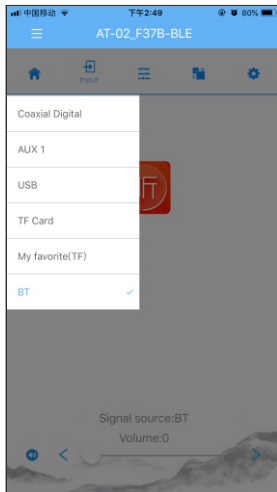 中国移动 下午2:49 80%
AT-02_F37B-BLE
Input
Coaxial Digital
AUX 1
USB
TF Card
My favorite(TF)
BT
Signal source:BT
Volume:0